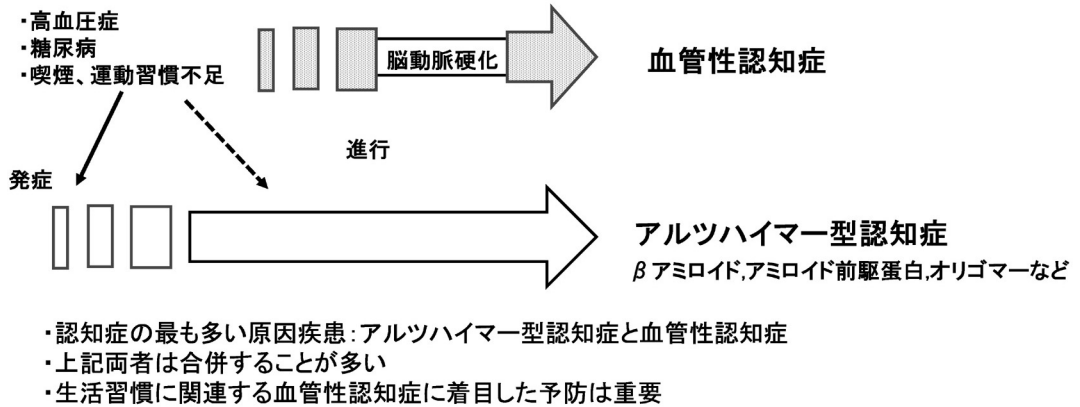 ・高血圧症
・糖尿病
・喫煙、運動習慣不足
脳動脈硬化
血管性認知症
進行
発症
アルツハイマー型認知症
βアミロイド,アミロイド前駆蛋白,オリゴマーなど
・認知症の最も多い原因疾患：アルツハイマー型認知症と血管性認知症
・上記両者は合併することが多い
・生活習慣に関連する血管性認知症に着目した予防は重要